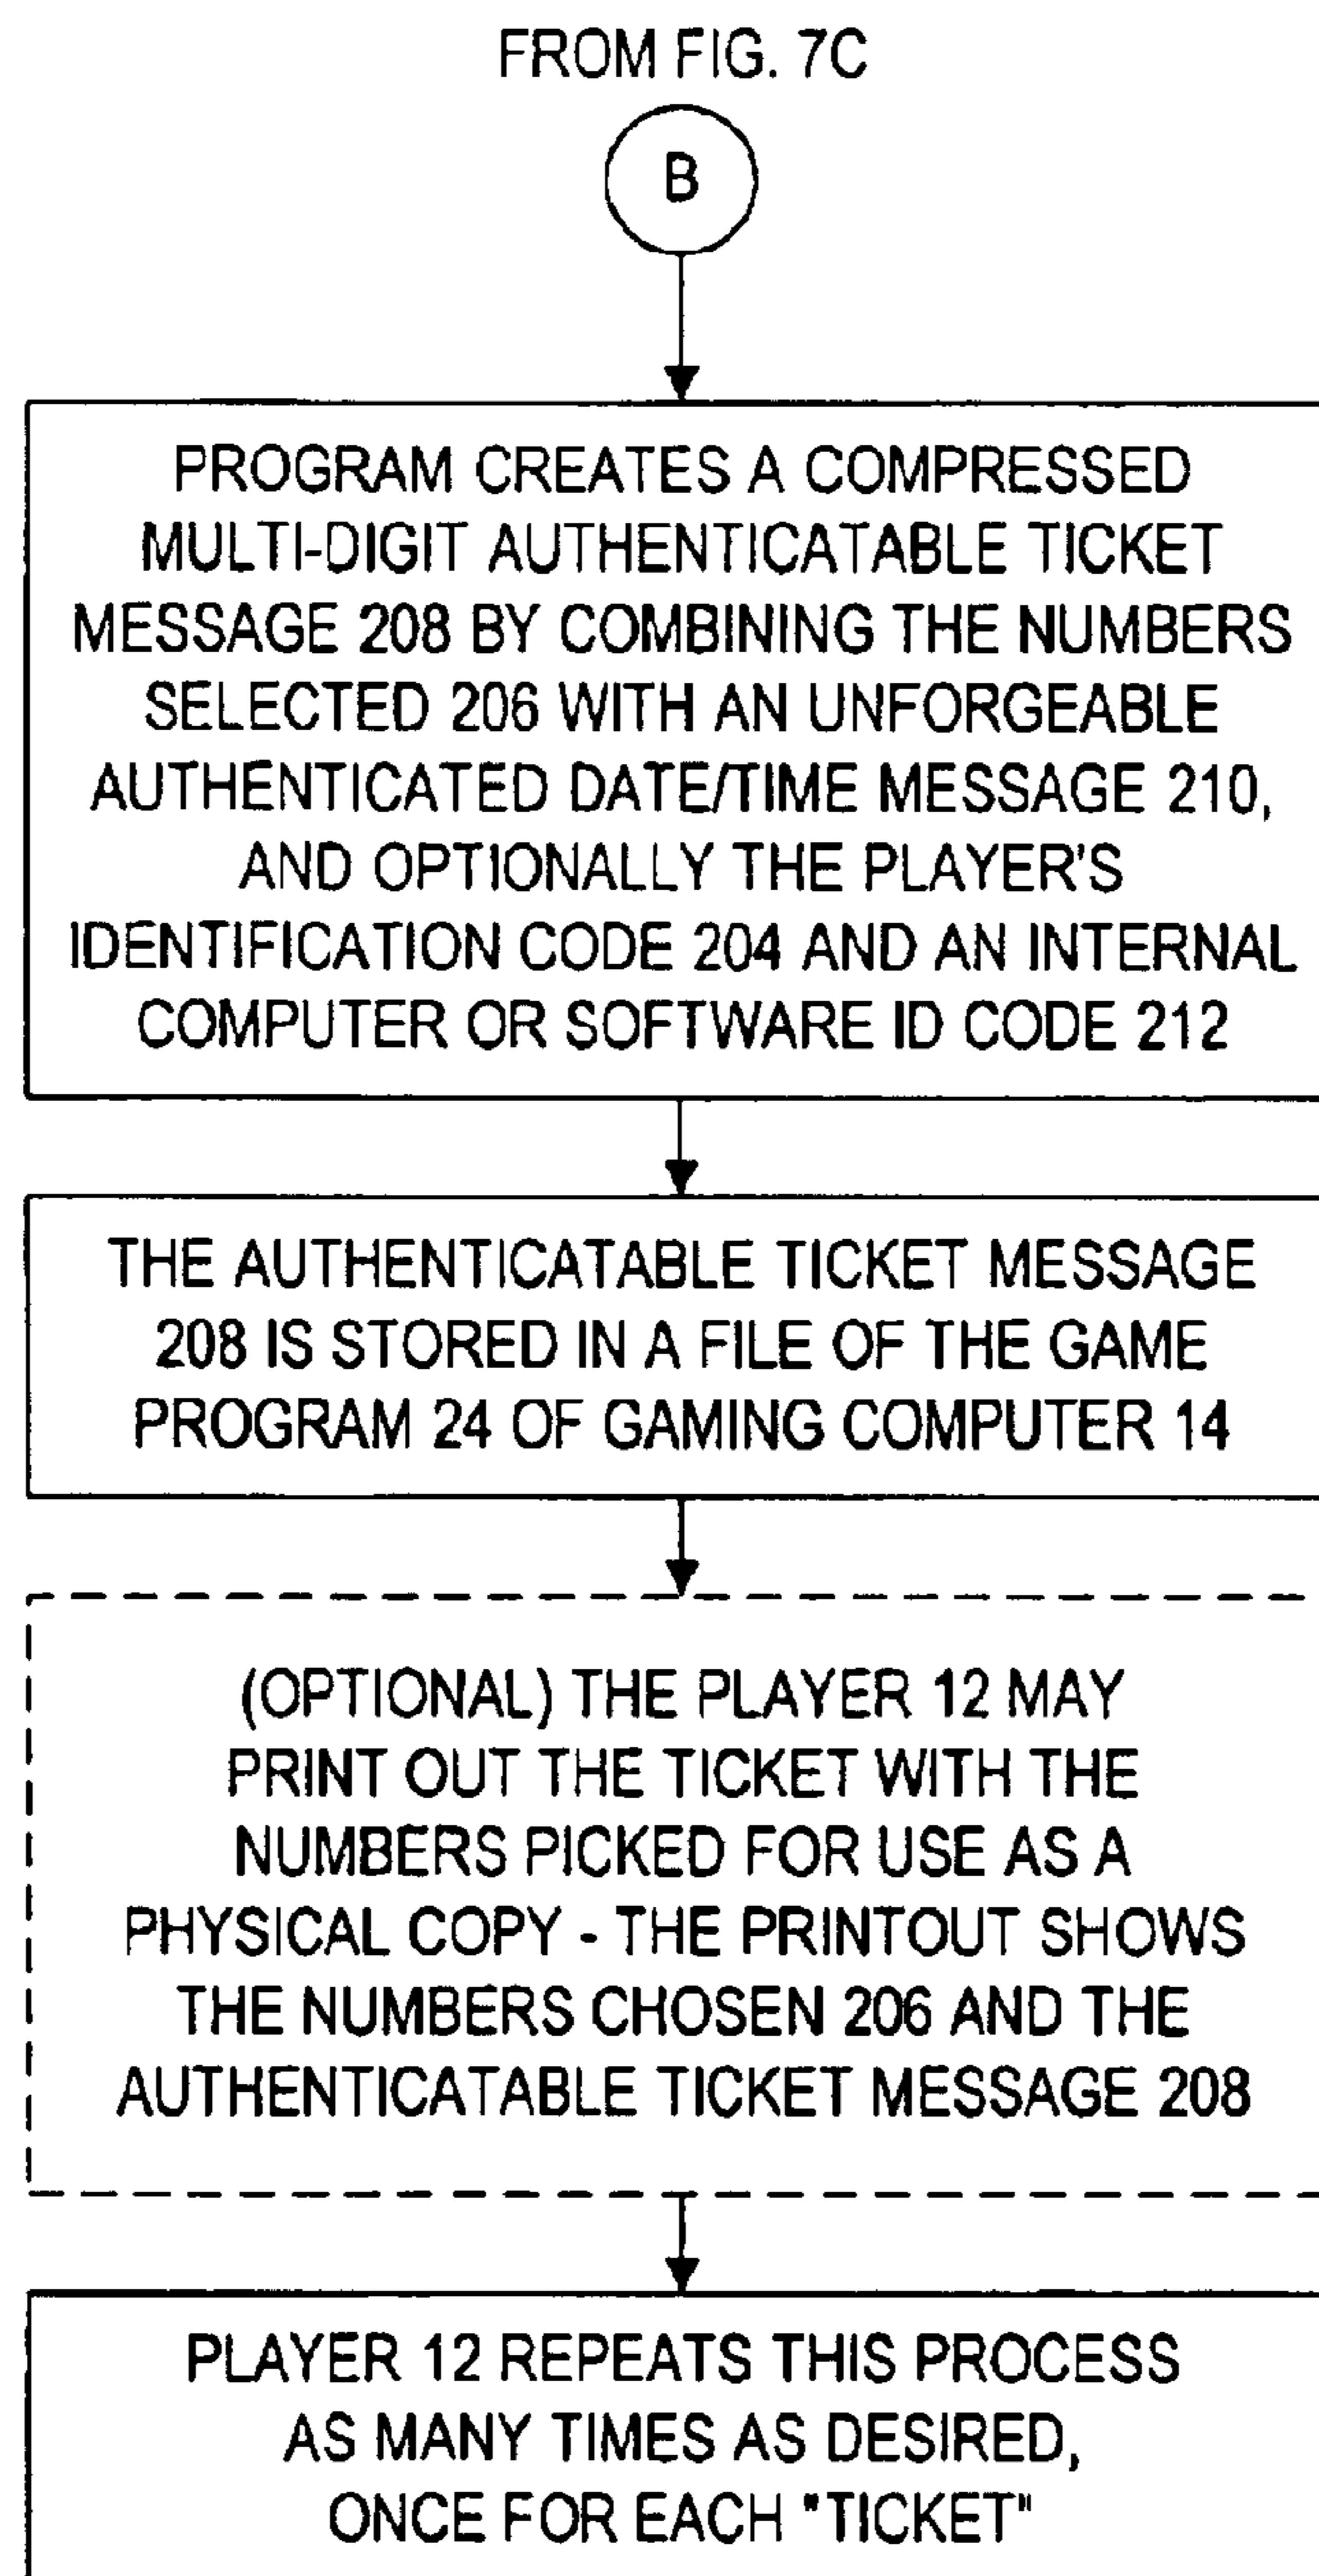 FROM FIG. 7C
B
PROGRAM CREATES A COMPRESSED
MULTI-DIGIT AUTHENTICATABLE TICKET
MESSAGE 208 BY COMBINING THE NUMBERS
SELECTED 206 WITH AN UNFORGEABLE
AUTHENTICATED DATE/TIME MESSAGE 210,
AND OPTIONALLY THE PLAYER'S
IDENTIFICATION CODE 204 AND AN INTERNAL
COMPUTER OR SOFTWARE ID CODE 212
THE AUTHENTICATABLE TICKET MESSAGE
208 IS STORED IN A FILE OF THE GAME
PROGRAM 24 OF GAMING COMPUTER 14
(OPTIONAL) THE PLAYER 12 MAY
PRINT OUT THE TICKET WITH THE
NUMBERS PICKED FOR USE AS A
PHYSICAL COPY - THE PRINTOUT SHOWS
THE NUMBERS CHOSEN 206 AND THE
AUTHENTICATABLE TICKET MESSAGE 208
PLAYER 12 REPEATS THIS PROCESS
AS MANY TIMES AS DESIRED,
ONCE FOR EACH "TICKET"